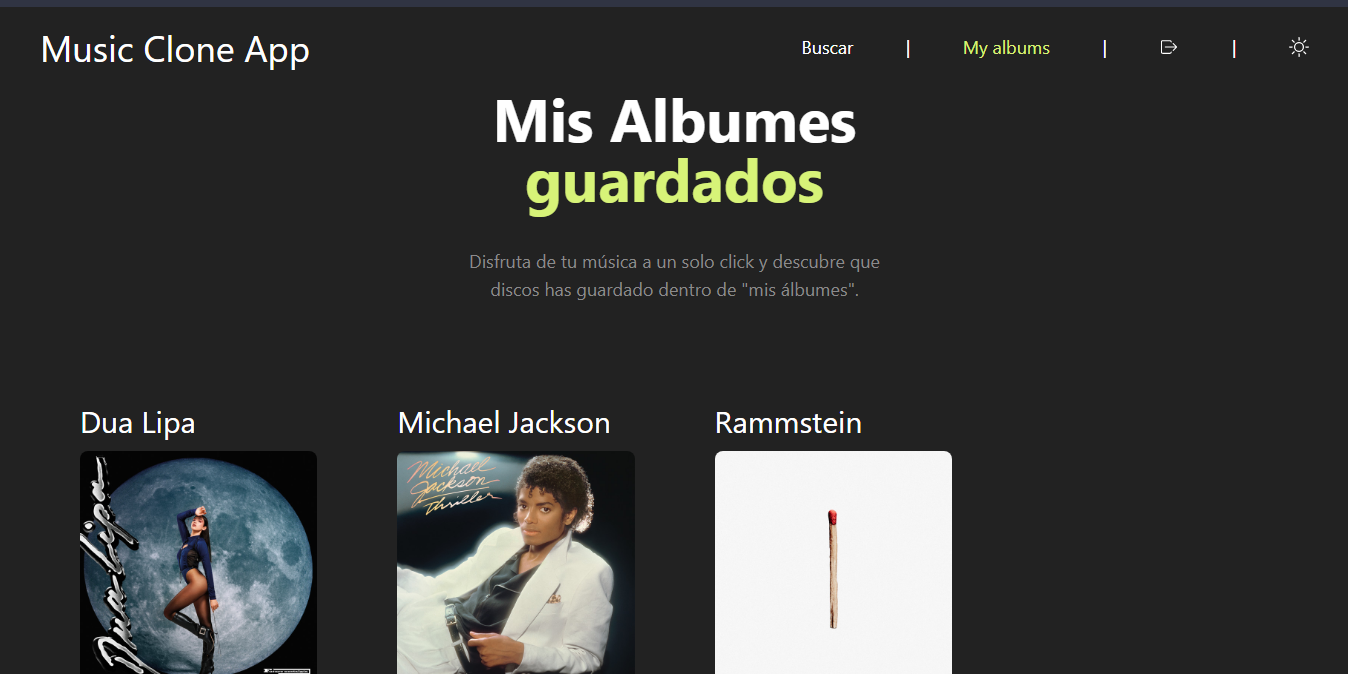 Music Clone App
Buscar | My albums | |
Mis Albumes
guardados
Disfruta de tu música a un solo click y descubre que
discos has guardado dentro de "mis álbumes".
Dua Lipa
Michael Jackson
Rammstein
Dua Lipa
Michael
Jackson
Thriller